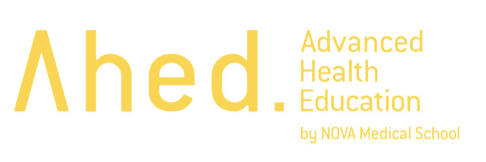 Ahed.
Advanced
Health
Education
by NOVA Medical School